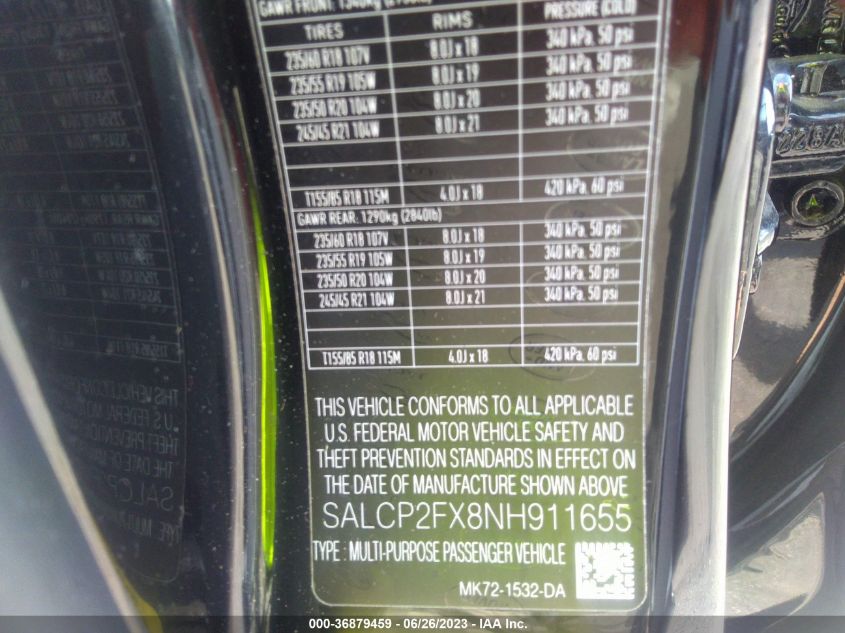 GAWR FRONT: 1340kg
TIRES RIMS PRESSURE (COLD)
235/60 R18 107V 8.0J x 18 340 kPa, 50 psi
235/55 R19 105W 8.0J x 19 340 kPa, 50 psi
235/50 R20 104W 8.0J x 20 340 kPa, 50 psi
245/45 R21 104W 8.0J x 21 340 kPa, 50 psi
T155/85 R18 115M 4.0J x 18 420 kPa, 60 psi
GAWR REAR: 1290kg (2840lb)
235/60 R18 107V 8.0J x 18 340 kPa, 50 psi
235/55 R19 105W 8.0J x 19 340 kPa, 50 psi
235/50 R20 104W 8.0J x 20 340 kPa, 50 psi
245/45 R21 104W 8.0J x 21 340 kPa, 50 psi
T155/85 R18 115M 4.0J x 18 420 kPa, 60 psi
THIS VEHICLE CONFORMS TO ALL APPLICABLE
U.S. FEDERAL MOTOR VEHICLE SAFETY AND
THEFT PREVENTION STANDARDS IN EFFECT ON
THE DATE OF MANUFACTURE SHOWN ABOVE
SALCP2FX8NH911655
TYPE : MULTI-PURPOSE PASSENGER VEHICLE
MK72-1532-DA
000-36879459 - 06/26/2023 - IAA Inc.